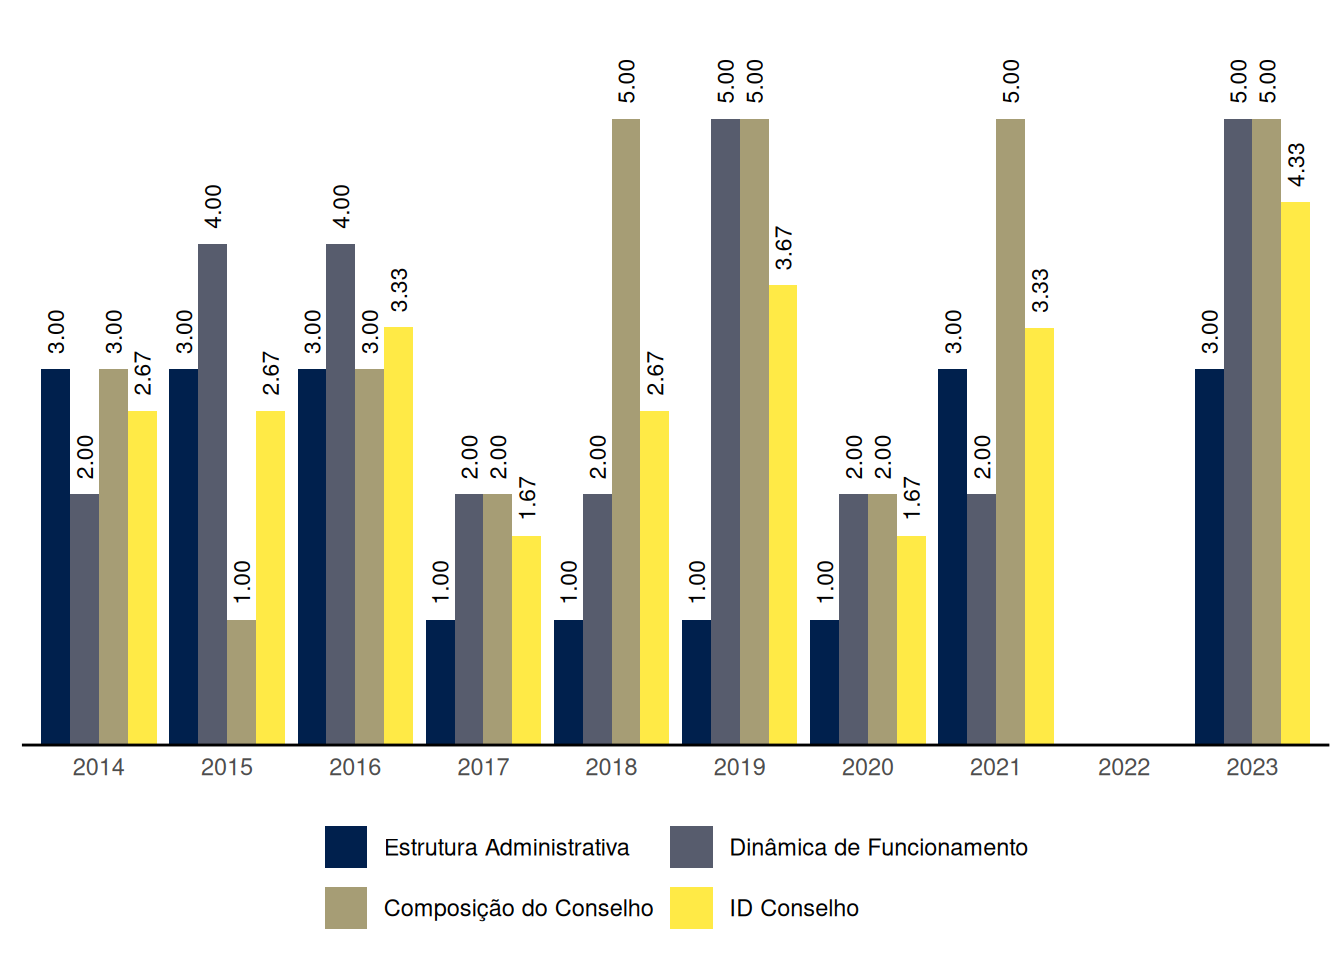 3.00 2.00 3.00 2.67
3.00 4.00 1.00 2.67
3.00 4.00 3.00 3.33
1.00 2.00 2.00 1.67
1.00 2.00 5.00 2.67
1.00 5.00 5.00 3.67
1.00 2.00 2.00 1.67
3.00 2.00 5.00 3.33
3.00 5.00 5.00 4.33
2014 2015 2016 2017 2018 2019 2020 2021 2022 2023
Estrutura Administrativa Dinâmica de Funcionamento
Composição do Conselho ID Conselho